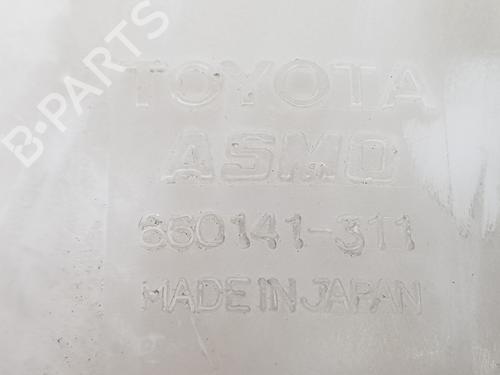 B-PARTS
TOYOTA
ASMO
860141-311
MADE IN JAPAN